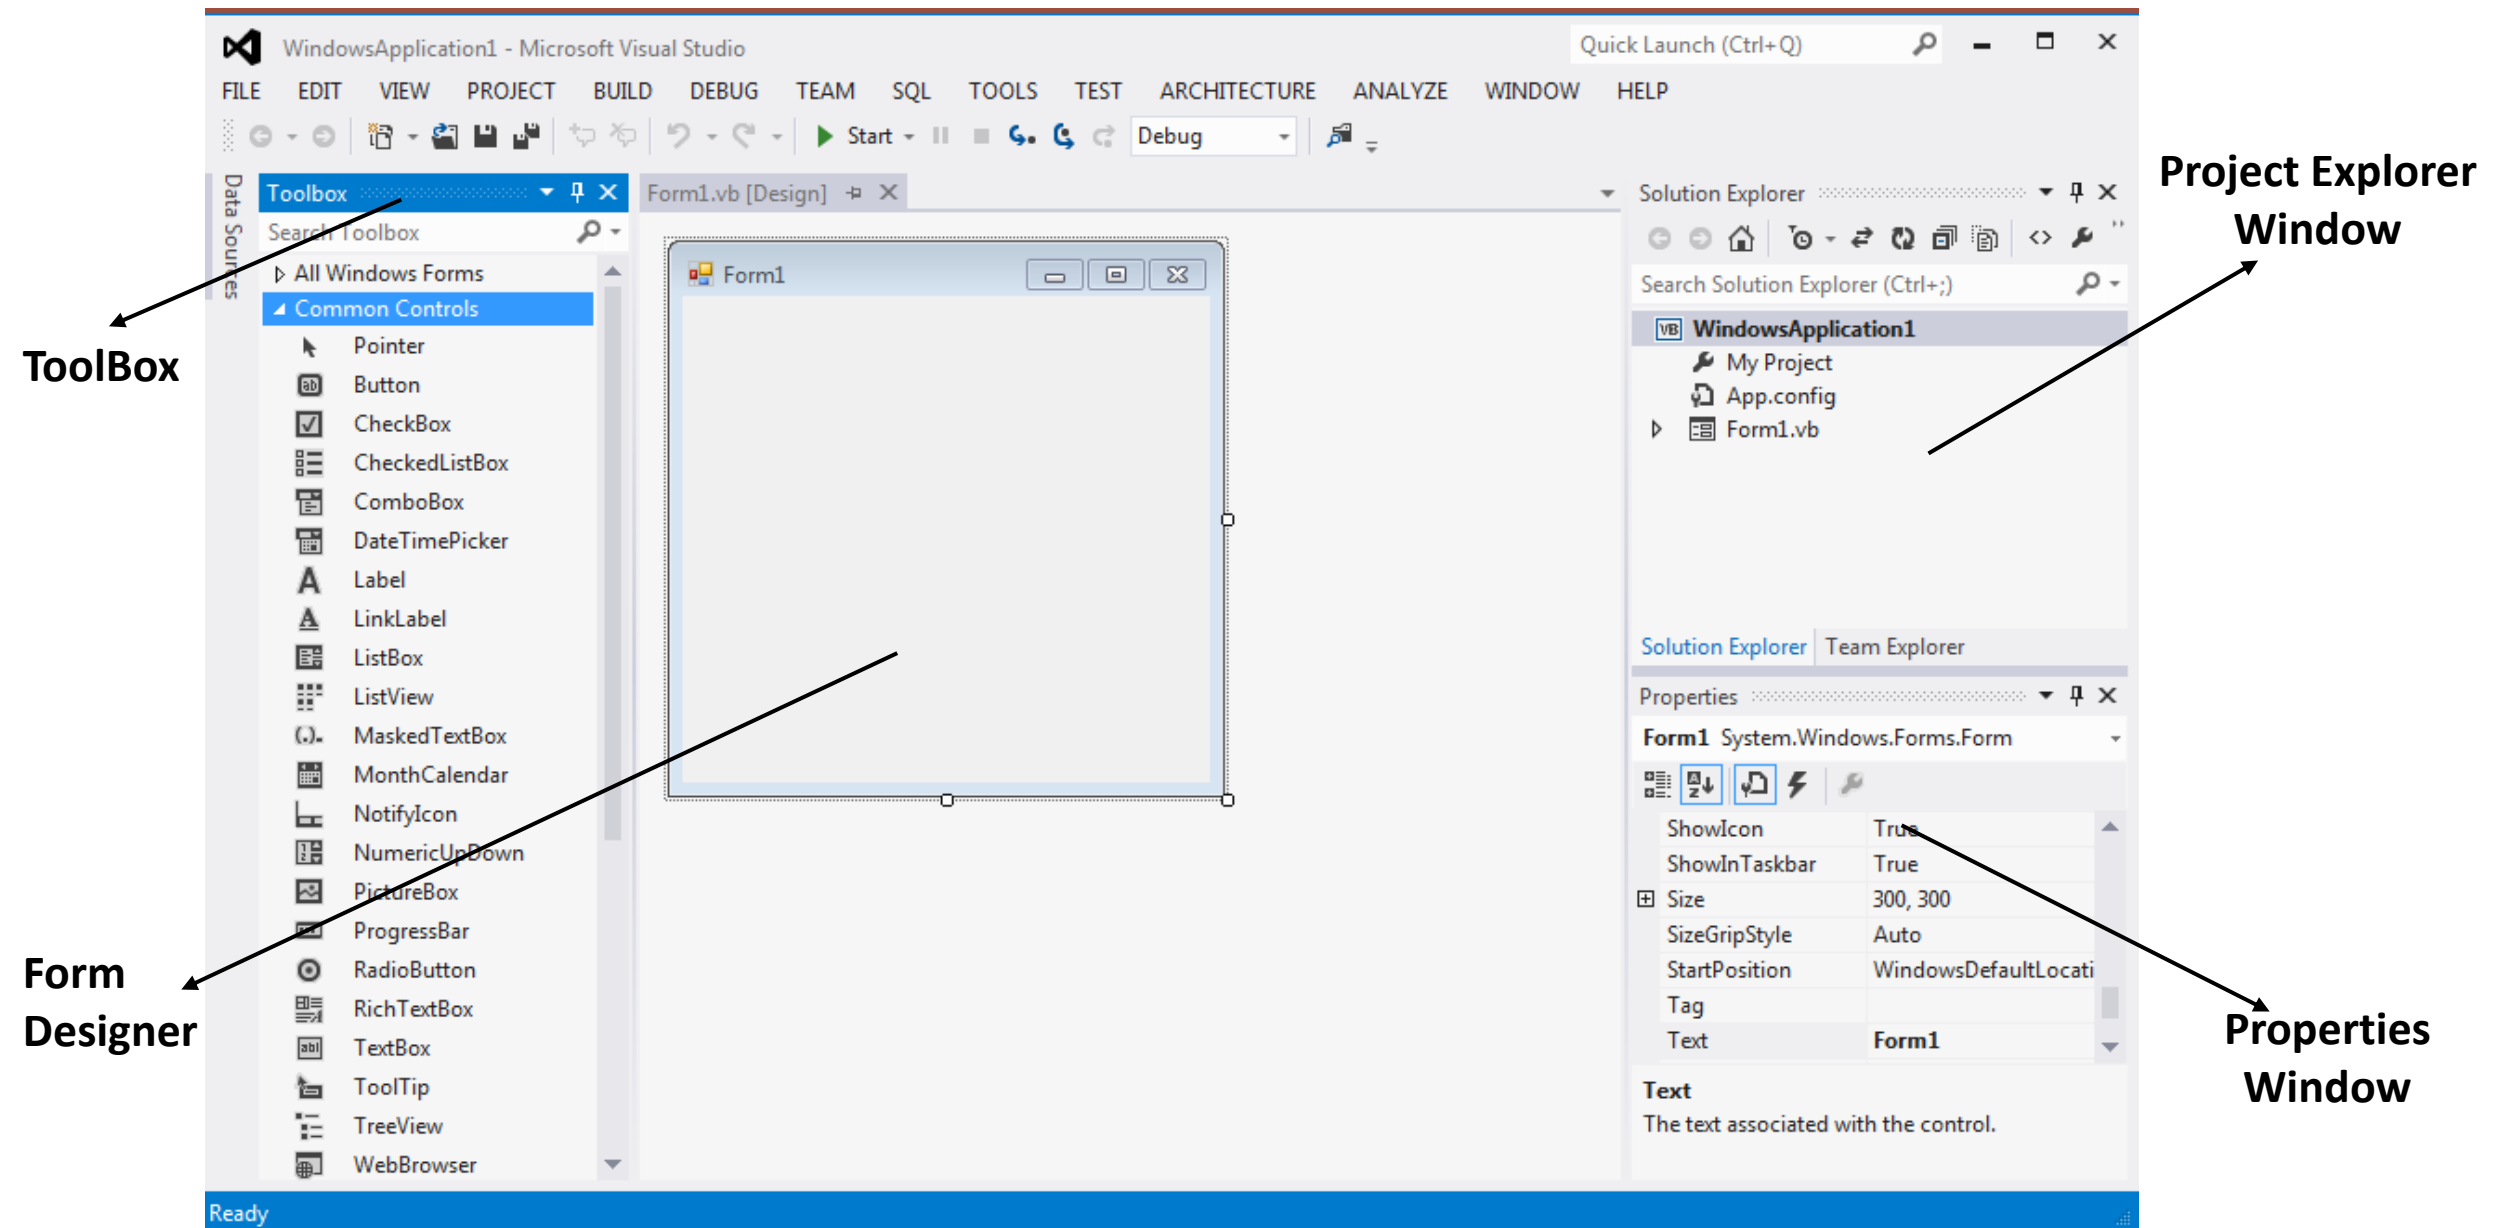 WindowsApplication1 - Microsoft Visual Studio
Quick Launch (Ctrl+Q)
FILE EDIT VIEW PROJECT BUILD DEBUG TEAM SQL TOOLS TEST ARCHITECTURE ANALYZE WINDOW HELP
Start
Debug
Data Sources
Toolbox
Search Toolbox
All Windows Forms
Common Controls
Pointer
Button
CheckBox
CheckedListBox
ComboBox
DateTimePicker
Label
LinkLabel
ListBox
ListView
MaskedTextBox
MonthCalendar
NotifyIcon
NumericUpDown
PictureBox
ProgressBar
RadioButton
RichTextBox
TextBox
ToolTip
TreeView
WebBrowser
Form1.vb [Design]
Form1
Solution Explorer
Search Solution Explorer (Ctrl+;)
VB WindowsApplication1
My Project
App.config
Form1.vb
Solution Explorer Team Explorer
Properties
Form1 System.Windows.Forms.Form
ShowIcon True
ShowInTaskbar True
Size 300, 300
SizeGripStyle Auto
StartPosition WindowsDefaultLocati
Tag
Text Form1
Text
The text associated with the control.
Ready
ToolBox
Form
Designer
Project Explorer
Window
Properties
Window